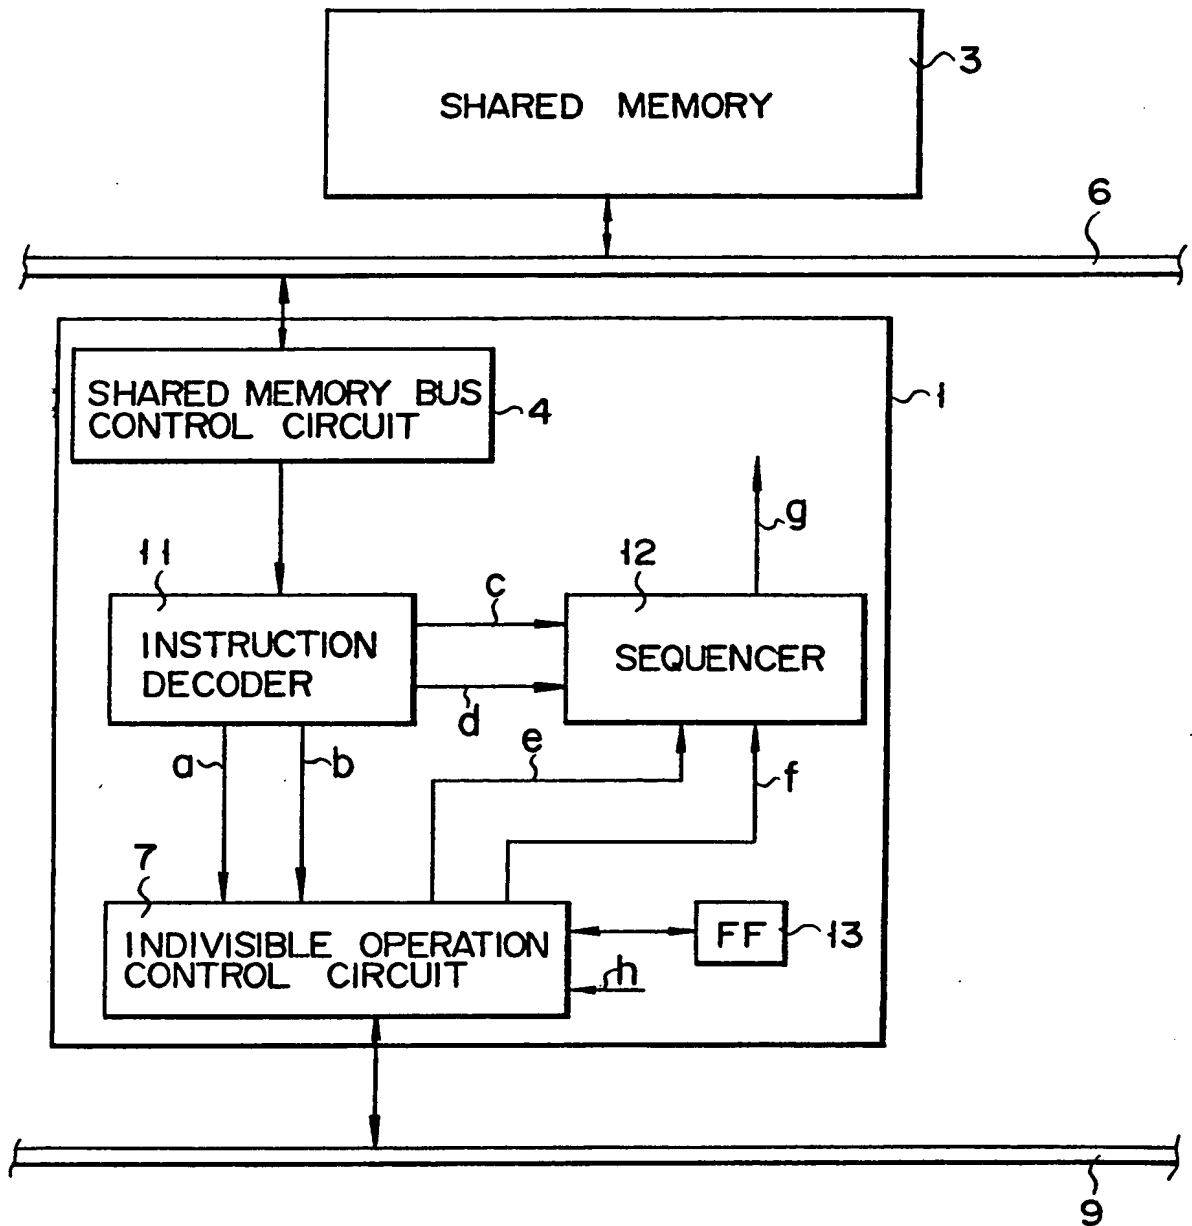 SHARED MEMORY
3
6
SHARED MEMORY BUS
CONTROL CIRCUIT
4
1
g
11
c
12
INSTRUCTION
DECODER
SEQUENCER
d
a
b
e
f
7
INDIVISIBLE OPERATION
CONTROL CIRCUIT
FF
13
h
9